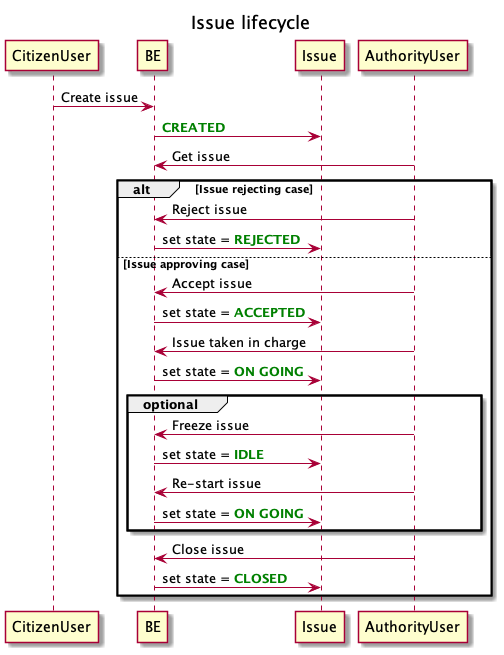 Issue lifecycle
CitizenUser BE Issue AuthorityUser
Create issue
CREATED
Get issue
alt [Issue rejecting case]
Reject issue
set state = REJECTED
[Issue approving case]
Accept issue
set state = ACCEPTED
Issue taken in charge
set state = ON GOING
optional
Freeze issue
set state = IDLE
Re-start issue
set state = ON GOING
Close issue
set state = CLOSED
CitizenUser BE Issue AuthorityUser